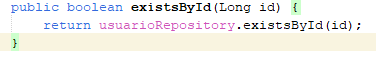 public boolean existsById(Long id) {
    return usuarioRepository.existsById(id);
}